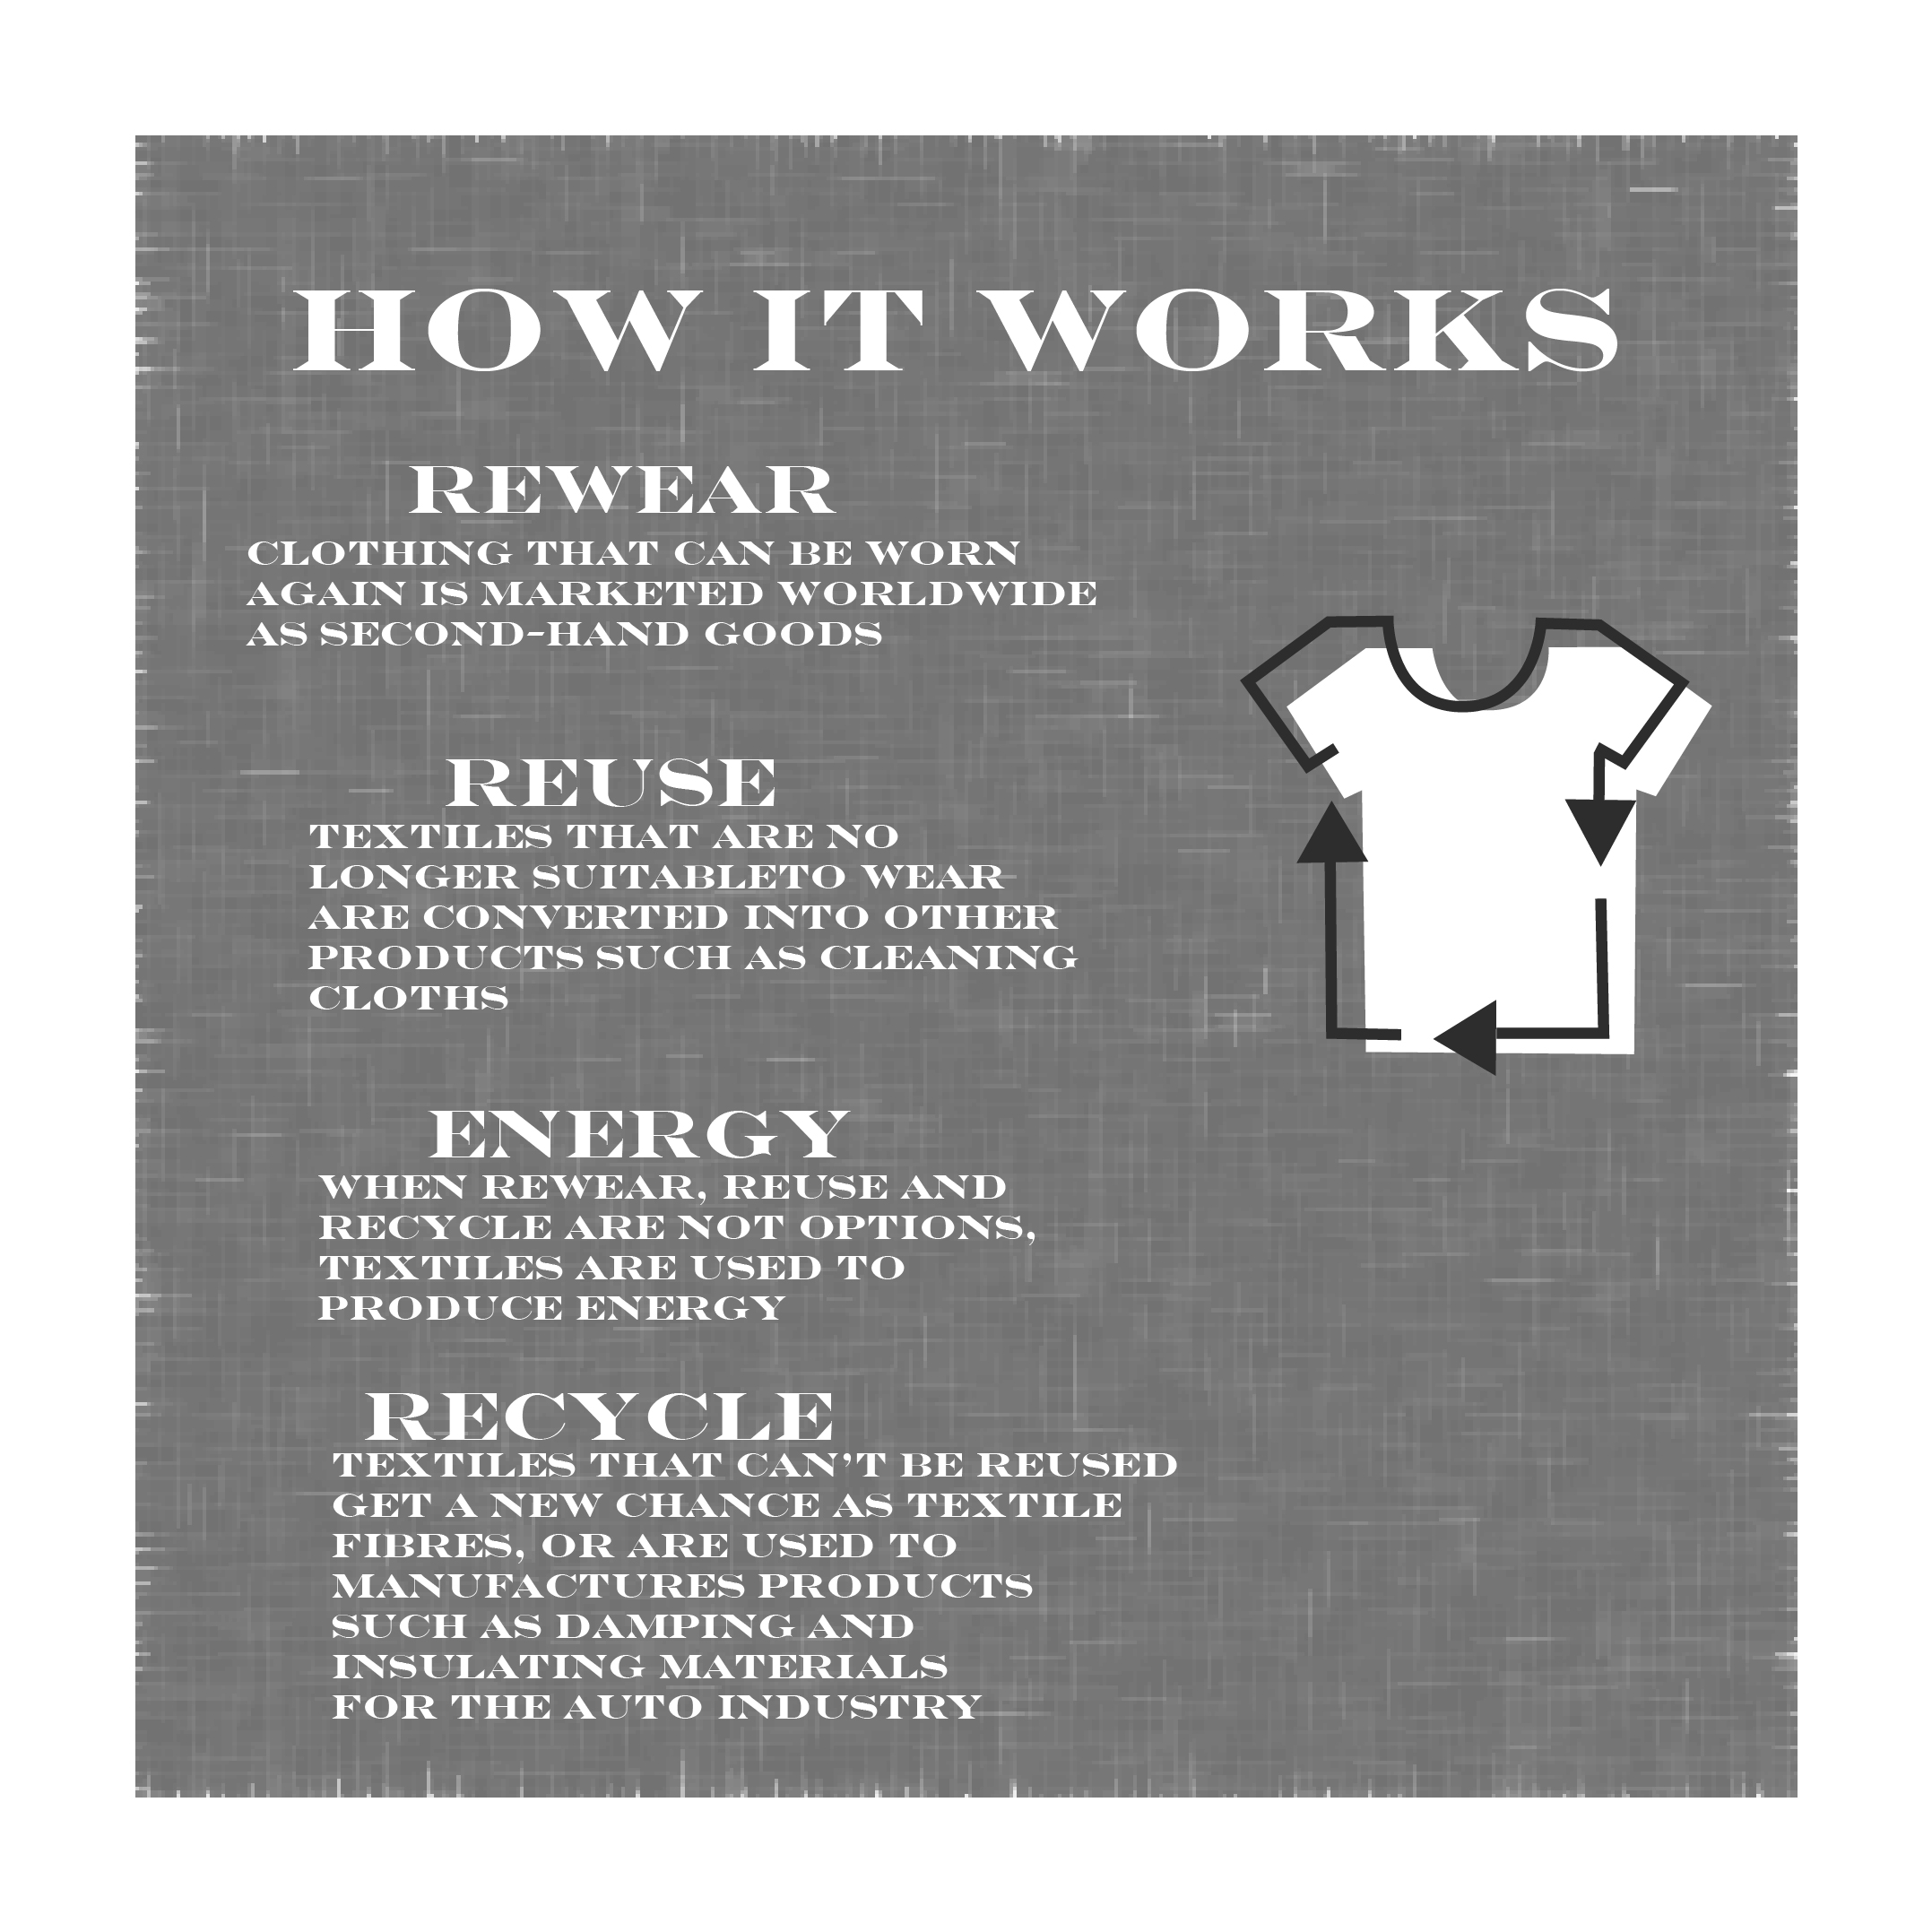 HOW IT WORKS
REWEAR
CLOTHING THAT CAN BE WORN
AGAIN IS MARKETED WORLDWIDE
AS SECOND-HAND GOODS
REUSE
TEXTILES THAT ARE NO
LONGER SUITABLETO WEAR
ARE CONVERTED INTO OTHER
PRODUCTS SUCH AS CLEANING
CLOTHS
ENERGY
WHEN REWEAR, REUSE AND
RECYCLE ARE NOT OPTIONS,
TEXTILES ARE USED TO
PRODUCE ENERGY
RECYCLE
TEXTILES THAT CAN'T BE REUSED
GET A NEW CHANCE AS TEXTILE
FIBRES, OR ARE USED TO
MANUFACTURES PRODUCTS
SUCH AS DAMPING AND
INSULATING MATERIALS
FOR THE AUTO INDUSTRY